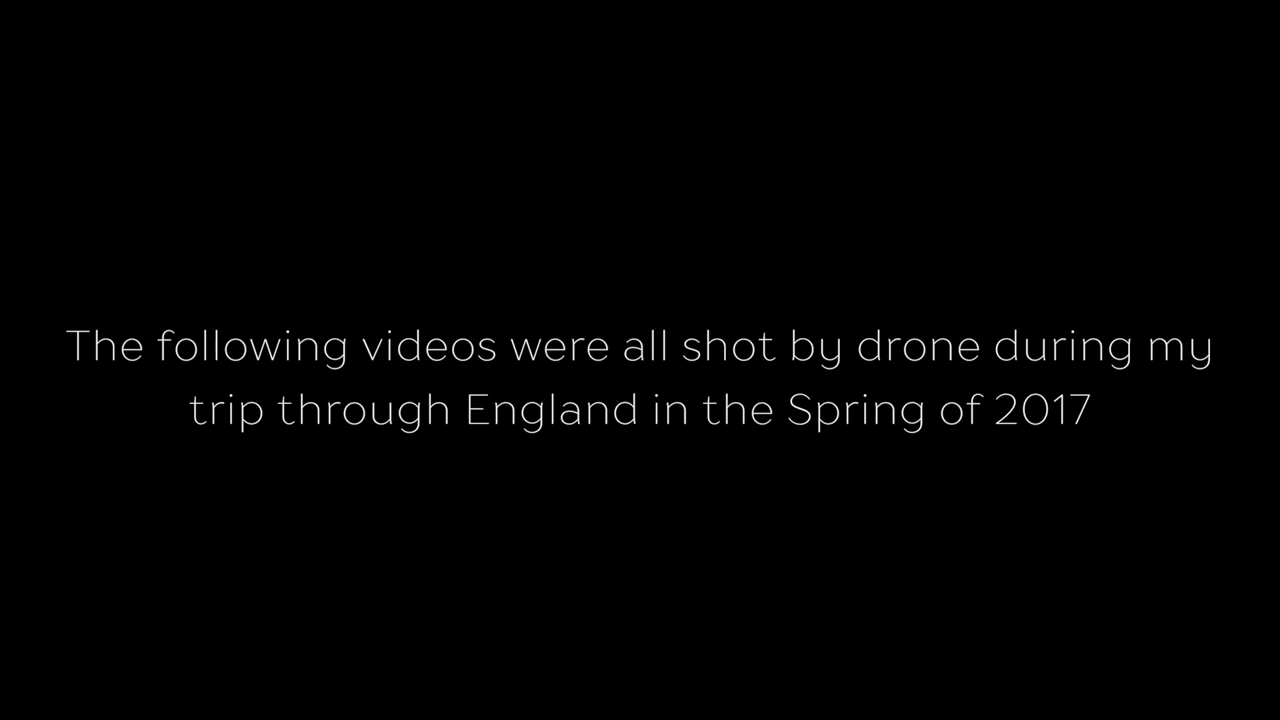 The following videos were all shot by drone during my
trip through England in the Spring of 2017